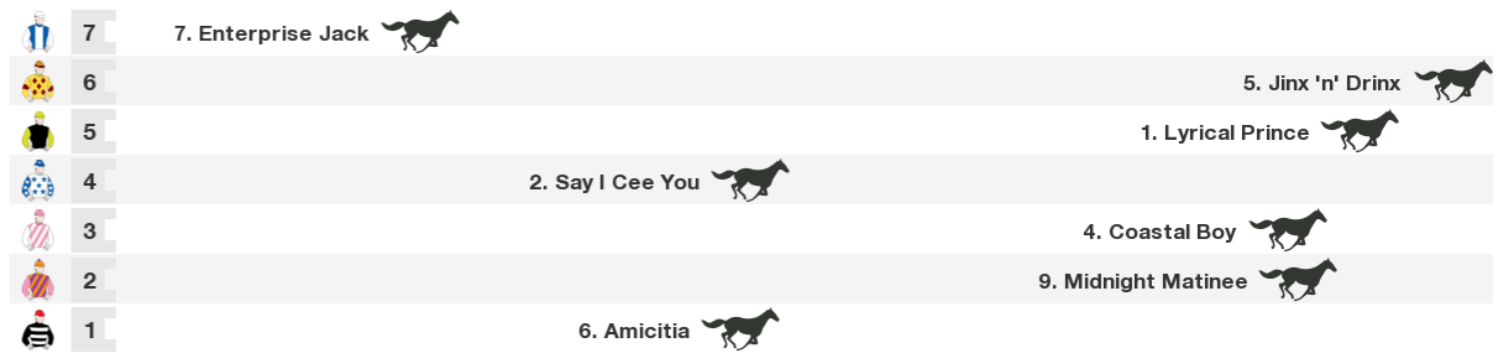 7 7. Enterprise Jack
6 5. Jinx 'n' Drinx
5 1. Lyrical Prince
4 2. Say I Cee You
3 4. Coastal Boy
2 9. Midnight Matinee
1 6. Amicitia